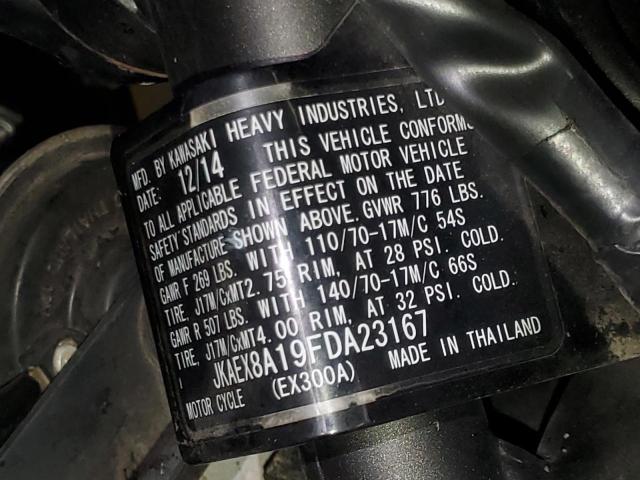 MFD. BY KAWASAKI HEAVY INDUSTRIES, LTD
DATE: 12/14 THIS VEHICLE CONFORMS
TO ALL APPLICABLE FEDERAL MOTOR VEHICLE
SAFETY STANDARDS IN EFFECT ON THE DATE
OF MANUFACTURE SHOWN ABOVE. GVWR 776 LBS.
GAWR F 269 LBS. WITH 110/70-17M/C 54S
TIRE, J17M/CxMT2.75 RIM, AT 28 PSI. COLD.
GAWR R 507 LBS. WITH 140/70-17M/C 66S
TIRE, J17M/CxMT4.00 RIM, AT 32 PSI. COLD.
JKAEX8A19FDA23167
MOTOR CYCLE (EX300A) MADE IN THAILAND